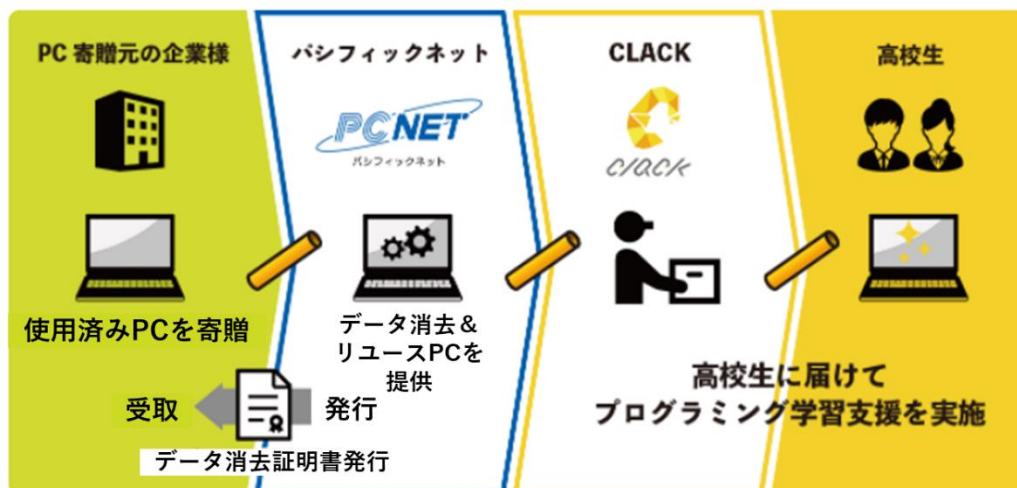 PC 寄贈元の企業様
使用済みPCを寄贈
パシフィックネット
PC NET
パシフィックネット
データ消去＆
リユースPCを
提供
受取
発行
データ消去証明書発行
CLACK
clack
高校生
高校生に届けて
プログラミング学習支援を実施